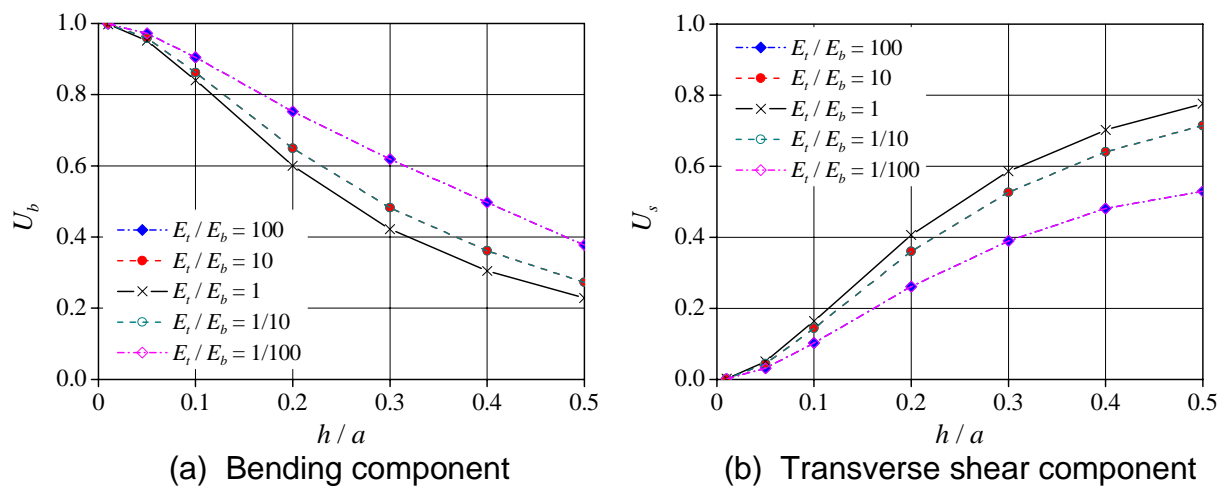 1.0
0.8
0.6
0.4
0.2
0.0
U_b
E_t / E_b = 100
E_t / E_b = 10
E_t / E_b = 1
E_t / E_b = 1/10
E_t / E_b = 1/100
0 0.1 0.2 0.3 0.4 0.5
h / a
(a) Bending component
1.0
0.8
0.6
0.4
0.2
0.0
U_s
E_t / E_b = 100
E_t / E_b = 10
E_t / E_b = 1
E_t / E_b = 1/10
E_t / E_b = 1/100
0 0.1 0.2 0.3 0.4 0.5
h / a
(b) Transverse shear component